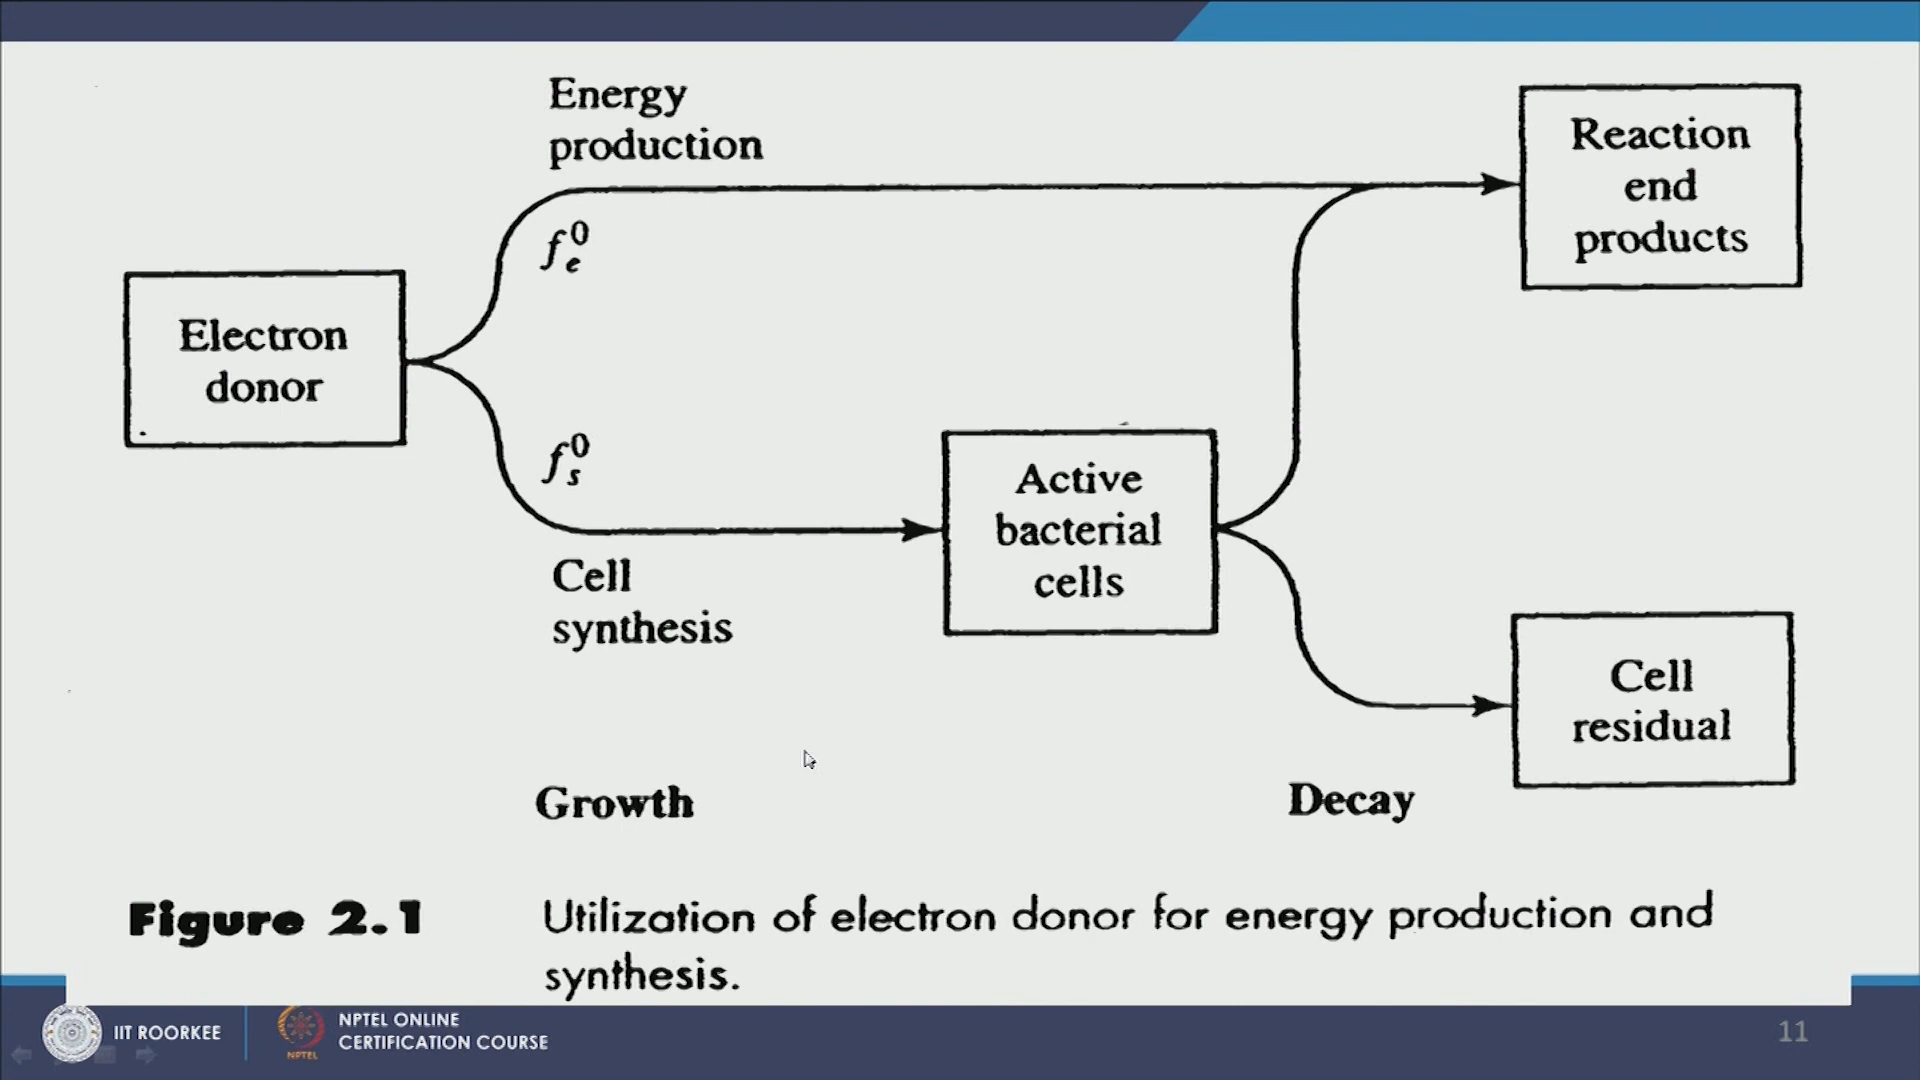 Energy
production
Reaction
end
products
f_e^0
Electron
donor
f_s^0
Active
bacterial
cells
Cell
synthesis
Cell
residual
Growth
Decay
Figure 2.1 Utilization of electron donor for energy production and
synthesis.
IIT ROORKEE
NPTEL
NPTEL ONLINE
CERTIFICATION COURSE
11